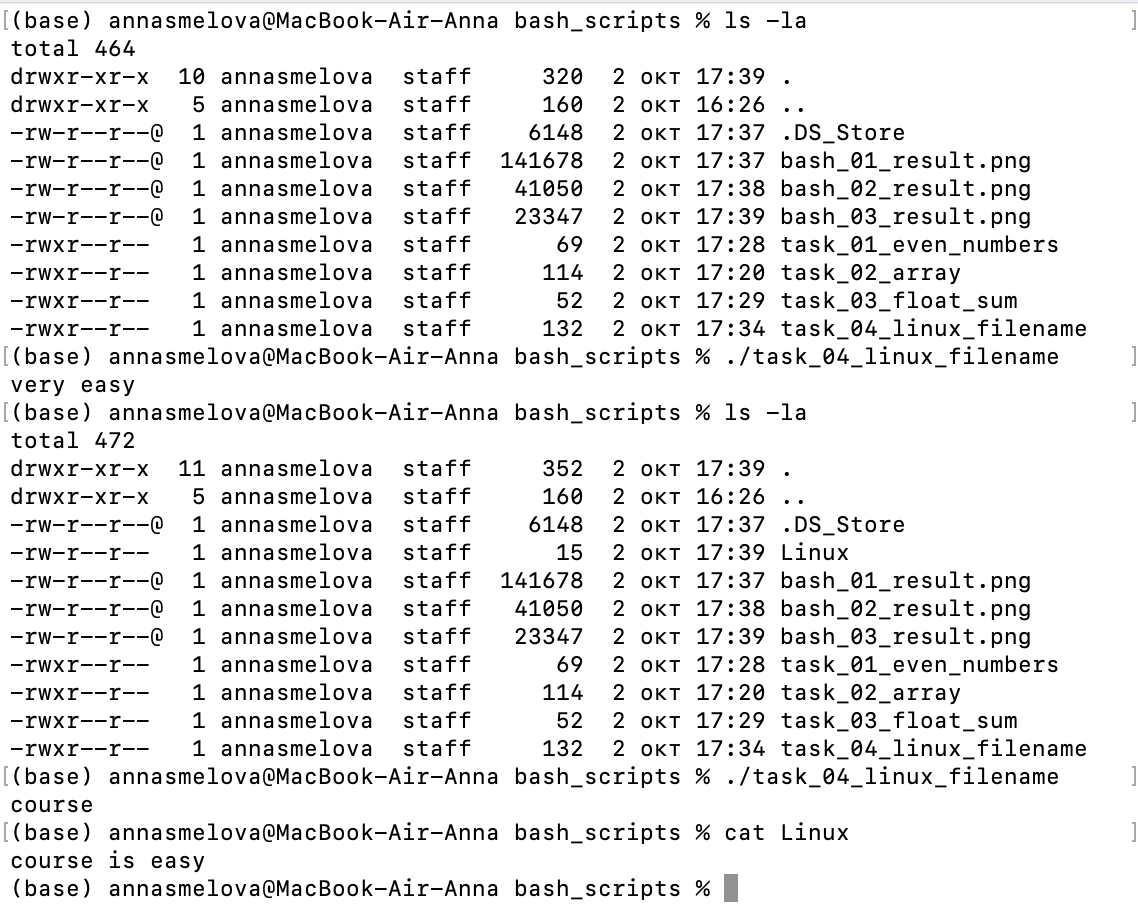 [(base) annasmelova@MacBook-Air-Anna bash_scripts % ls -la ]
total 464
drwxr-xr-x  10 annasmelova  staff     320  2 окт 17:39 .
drwxr-xr-x   5 annasmelova  staff     160  2 окт 16:26 ..
-rw-r--r--@  1 annasmelova  staff    6148  2 окт 17:37 .DS_Store
-rw-r--r--@  1 annasmelova  staff  141678  2 окт 17:37 bash_01_result.png
-rw-r--r--@  1 annasmelova  staff   41050  2 окт 17:38 bash_02_result.png
-rw-r--r--@  1 annasmelova  staff   23347  2 окт 17:39 bash_03_result.png
-rwxr--r--   1 annasmelova  staff      69  2 окт 17:28 task_01_even_numbers
-rwxr--r--   1 annasmelova  staff     114  2 окт 17:20 task_02_array
-rwxr--r--   1 annasmelova  staff      52  2 окт 17:29 task_03_float_sum
-rwxr--r--   1 annasmelova  staff     132  2 окт 17:34 task_04_linux_filename
[(base) annasmelova@MacBook-Air-Anna bash_scripts % ./task_04_linux_filename ]
very easy
[(base) annasmelova@MacBook-Air-Anna bash_scripts % ls -la ]
total 472
drwxr-xr-x  11 annasmelova  staff     352  2 окт 17:39 .
drwxr-xr-x   5 annasmelova  staff     160  2 окт 16:26 ..
-rw-r--r--@  1 annasmelova  staff    6148  2 окт 17:37 .DS_Store
-rw-r--r--   1 annasmelova  staff      15  2 окт 17:39 Linux
-rw-r--r--@  1 annasmelova  staff  141678  2 окт 17:37 bash_01_result.png
-rw-r--r--@  1 annasmelova  staff   41050  2 окт 17:38 bash_02_result.png
-rw-r--r--@  1 annasmelova  staff   23347  2 окт 17:39 bash_03_result.png
-rwxr--r--   1 annasmelova  staff      69  2 окт 17:28 task_01_even_numbers
-rwxr--r--   1 annasmelova  staff     114  2 окт 17:20 task_02_array
-rwxr--r--   1 annasmelova  staff      52  2 окт 17:29 task_03_float_sum
-rwxr--r--   1 annasmelova  staff     132  2 окт 17:34 task_04_linux_filename
[(base) annasmelova@MacBook-Air-Anna bash_scripts % ./task_04_linux_filename ]
course
[(base) annasmelova@MacBook-Air-Anna bash_scripts % cat Linux ]
course is easy
(base) annasmelova@MacBook-Air-Anna bash_scripts %